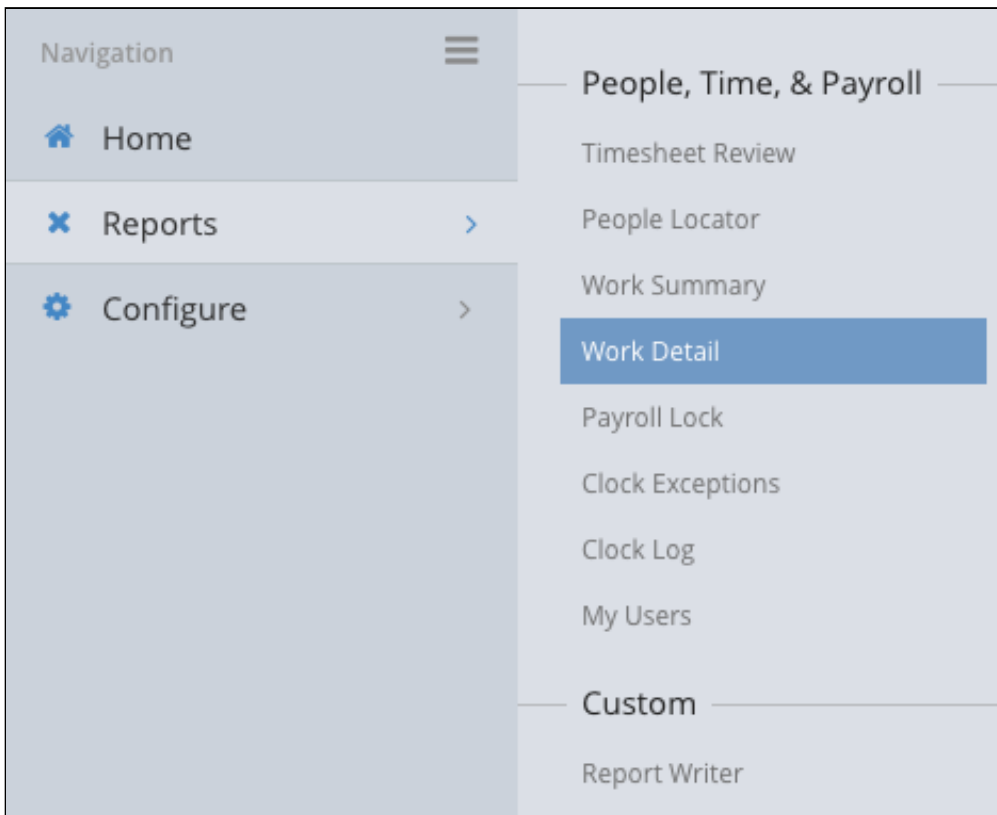 Navigation
Home
Reports
Configure
People, Time, & Payroll
Timesheet Review
People Locator
Work Summary
Work Detail
Payroll Lock
Clock Exceptions
Clock Log
My Users
Custom
Report Writer